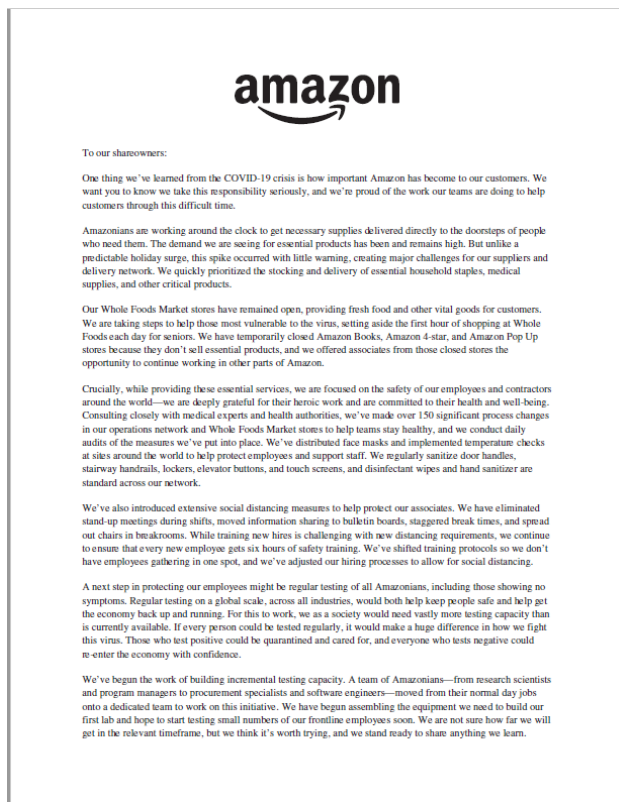 amazon
To our shareowners:
One thing we've learned from the COVID-19 crisis is how important Amazon has become to our customers. We
want you to know we take this responsibility seriously, and we're proud of the work our teams are doing to help
customers through this difficult time.
Amazonians are working around the clock to get necessary supplies delivered directly to the doorsteps of people
who need them. The demand we are seeing for essential products has been and remains high. But unlike a
predictable holiday surge, this spike occurred with little warning, creating major challenges for our suppliers and
delivery network. We quickly prioritized the stocking and delivery of essential household staples, medical
supplies, and other critical products.
Our Whole Foods Market stores have remained open, providing fresh food and other vital goods for customers.
We are taking steps to help those most vulnerable to the virus, setting aside the first hour of shopping at Whole
Foods each day for seniors. We have temporarily closed Amazon Books, Amazon 4-star, and Amazon Pop Up
stores because they don't sell essential products, and we offered associates from those closed stores the
opportunity to continue working in other parts of Amazon.
Crucially, while providing these essential services, we are focused on the safety of our employees and contractors
around the world—we are deeply grateful for their heroic work and are committed to their health and well-being.
Consulting closely with medical experts and health authorities, we've made over 150 significant process changes
in our operations network and Whole Foods Market stores to help teams stay healthy, and we conduct daily
audits of the measures we've put into place. We've distributed face masks and implemented temperature checks
at sites around the world to help protect employees and support staff. We regularly sanitize door handles,
stairway handrails, lockers, elevator buttons, and touch screens, and disinfectant wipes and hand sanitizer are
standard across our network.
We've also introduced extensive social distancing measures to help protect our associates. We have eliminated
stand-up meetings during shifts, moved information sharing to bulletin boards, staggered break times, and spread
out chairs in breakrooms. While training new hires is challenging with new distancing requirements, we continue
to ensure that every new employee gets six hours of safety training. We've shifted training protocols so we don't
have employees gathering in one spot, and we've adjusted our hiring processes to allow for social distancing.
A next step in protecting our employees might be regular testing of all Amazonians, including those showing no
symptoms. Regular testing on a global scale, across all industries, would both help keep people safe and help get
the economy back up and running. For this to work, we as a society would need vastly more testing capacity than
is currently available. If every person could be tested regularly, it would make a huge difference in how we fight
this virus. Those who test positive could be quarantined and cared for, and everyone who tests negative could
re-enter the economy with confidence.
We've begun the work of building incremental testing capacity. A team of Amazonians—from research scientists
and program managers to procurement specialists and software engineers—moved from their normal day jobs
onto a dedicated team to work on this initiative. We have begun assembling the equipment we need to build our
first lab and hope to start testing small numbers of our frontline employees soon. We are not sure how far we will
get in the relevant timeframe, but we think it's worth trying, and we stand ready to share anything we learn.